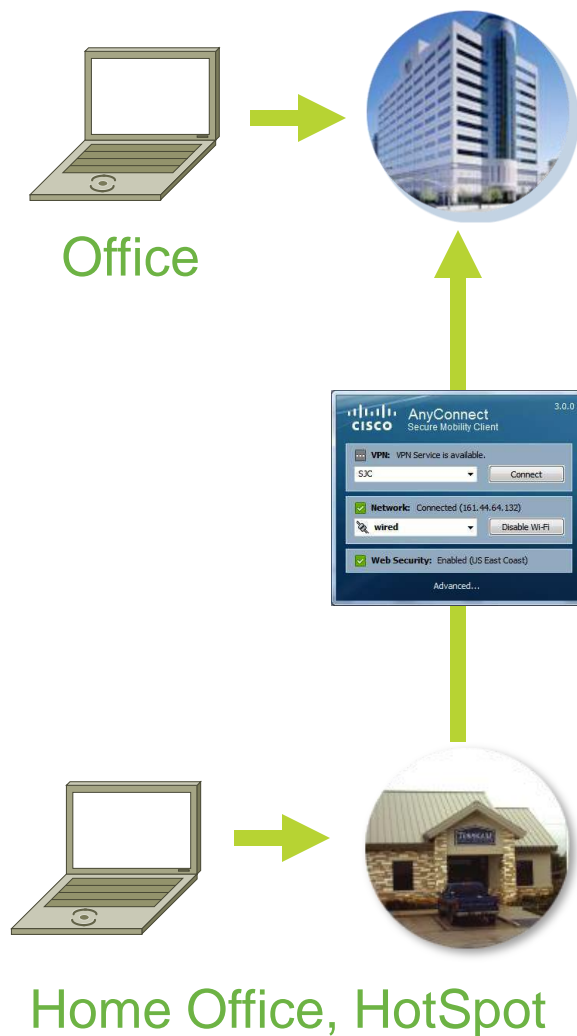 Office
CISCO
AnyConnect
Secure Mobility Client
3.0.0
VPN: VPN Service is available.
SJC
Connect
Network: Connected (161.44.64.132)
wired
Disable Wi-Fi
Web Security: Enabled (US East Coast)
Advanced...
Home Office, HotSpot